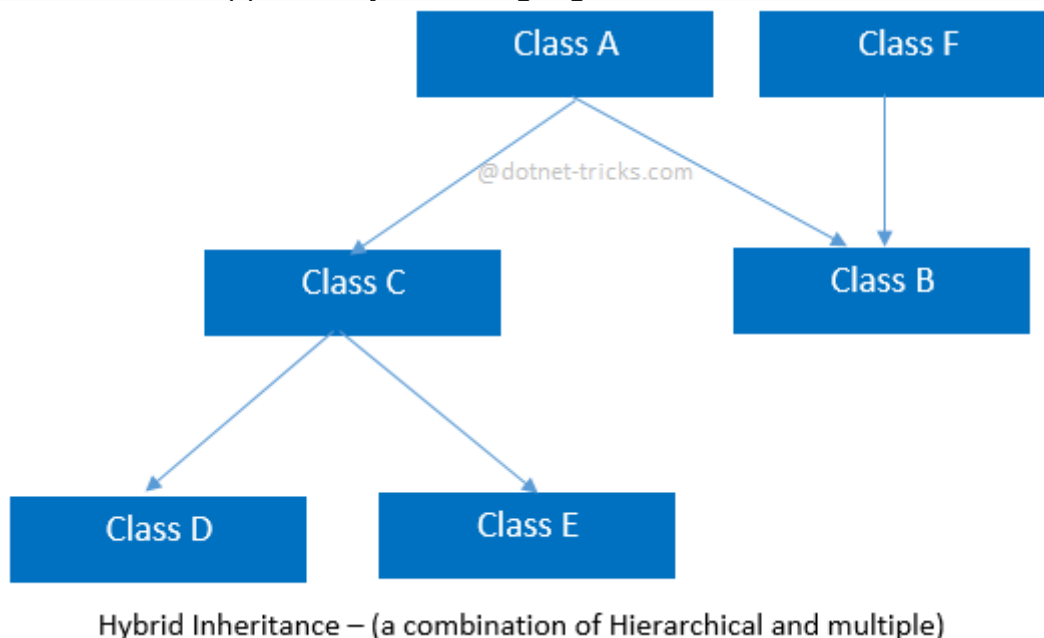 Class A
Class F
@dotnet-tricks.com
Class C
Class B
Class D
Class E
Hybrid Inheritance – (a combination of Hierarchical and multiple)